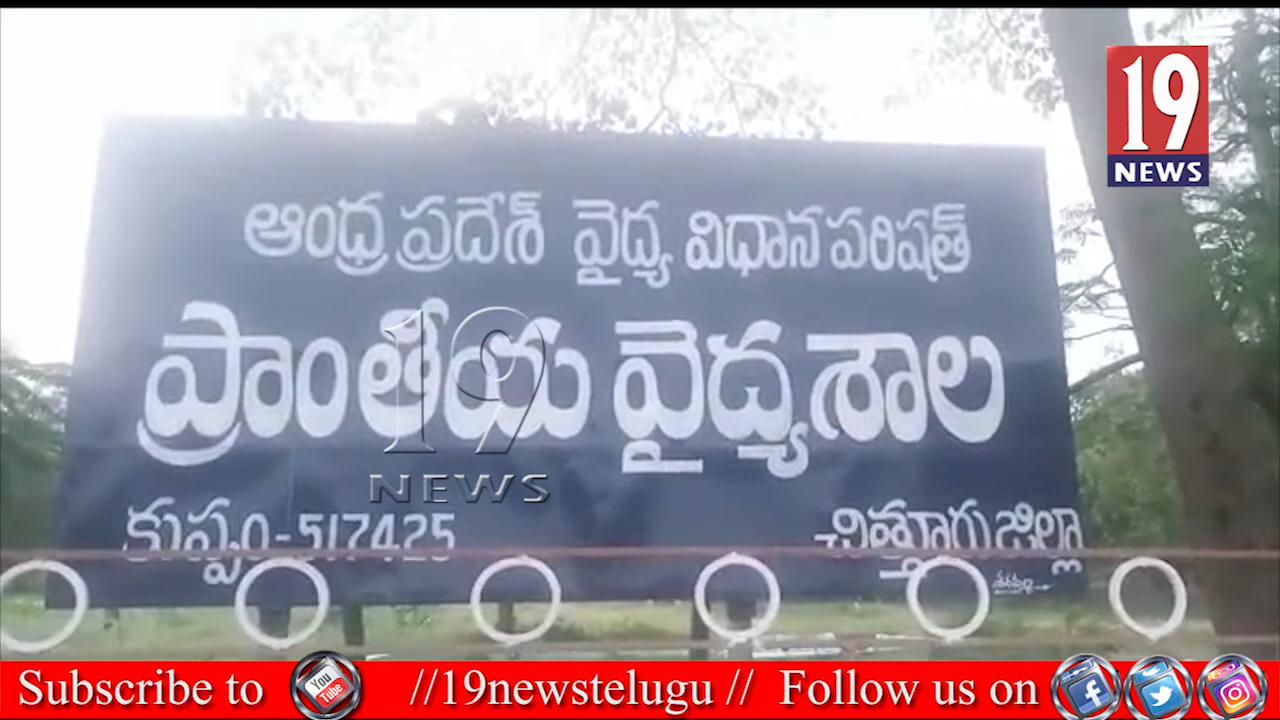 19
NEWS
ఆంధ్ర ప్రదేశ్ వైద్య విధాన పరిషత్
ప్రాంతీయ వైద్యశాల
19
NEWS
కుప్పం-517425 చిత్తూరు జిల్లా
Subscribe to You Tube //19newstelugu // Follow us on